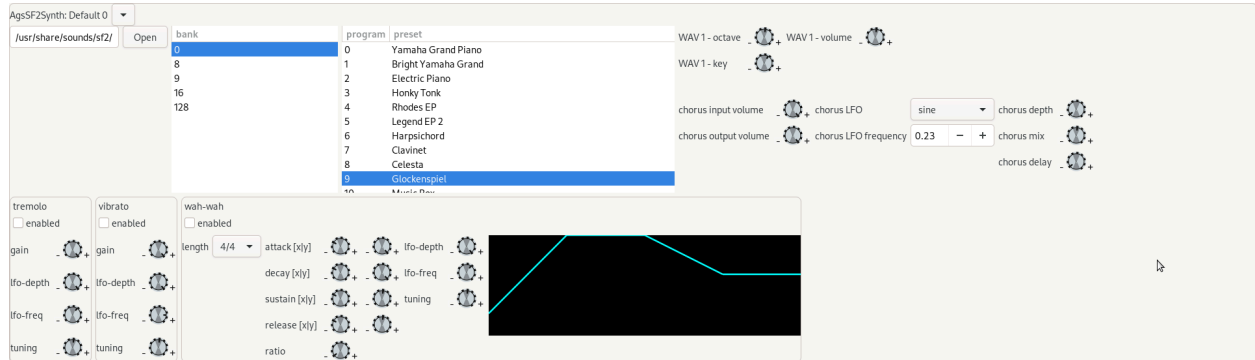 AgsSF2Synth: Default 0
/usr/share/sounds/sf2/ Open
bank
0
8
9
16
128
program preset
0 Yamaha Grand Piano
1 Bright Yamaha Grand
2 Electric Piano
3 Honky Tonk
4 Rhodes EP
5 Legend EP 2
6 Harpsichord
7 Clavinet
8 Celesta
9 Glockenspiel
10 Music Box
WAV 1 - octave - + WAV 1 - volume - +
WAV 1 - key - +
chorus input volume - + chorus LFO sine chorus depth - +
chorus output volume - + chorus LFO frequency 0.23 − + chorus mix - +
chorus delay - +
tremolo
enabled
gain - +
lfo-depth - +
lfo-freq - +
tuning - +
vibrato
enabled
gain - +
lfo-depth - +
lfo-freq - +
tuning - +
wah-wah
enabled
length 4/4 attack [x|y] - + - + lfo-depth - +
decay [x|y] - + - + lfo-freq - +
sustain [x|y] - + - + tuning - +
release [x|y] - + - +
ratio - +